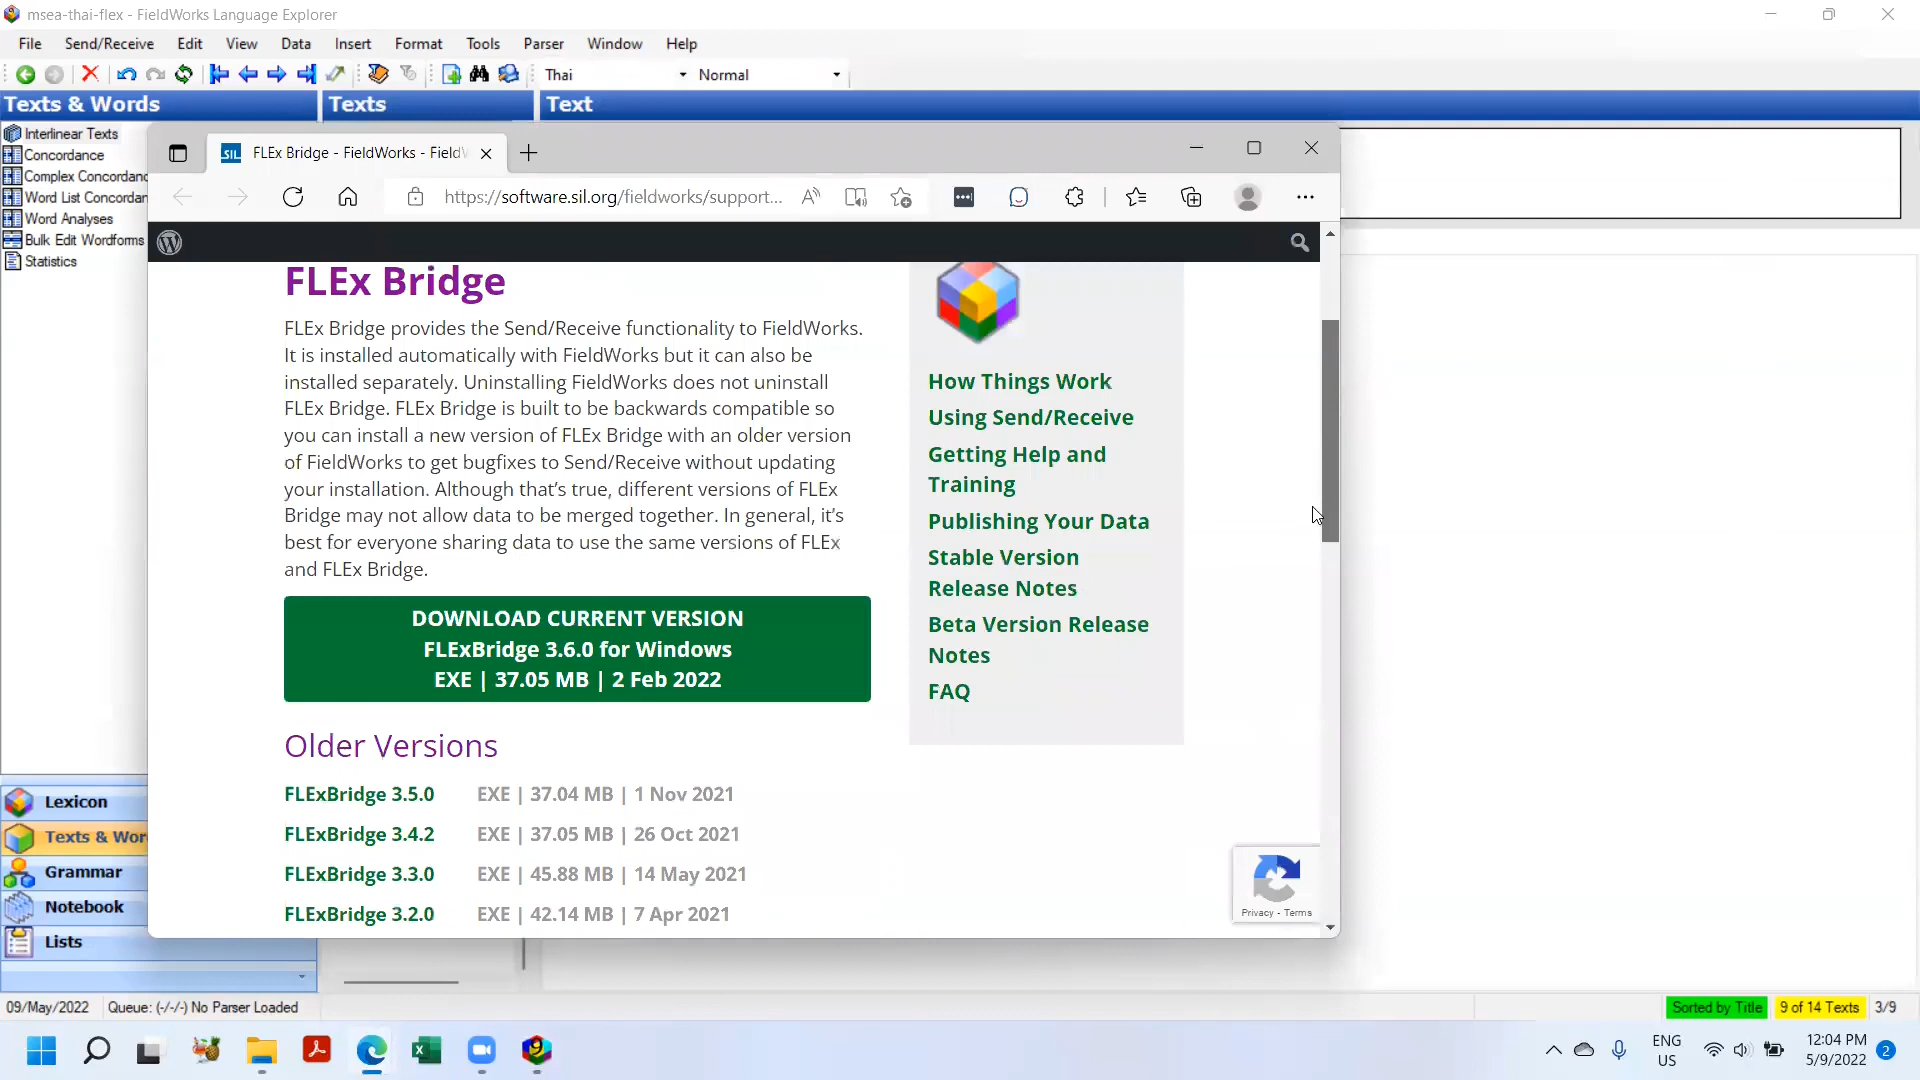 msea-thai-flex - FieldWorks Language Explorer
File Send/Receive Edit View Data Insert Format Tools Parser Window Help
Thai Normal
Texts & Words Texts Text
Interlinear Texts
Concordance
Complex Concordanc
Word List Concordan
Word Analyses
Bulk Edit Wordforms
Statistics
SIL FLEx Bridge - FieldWorks - Field
https://software.sil.org/fieldworks/support...
FLEx Bridge
FLEx Bridge provides the Send/Receive functionality to FieldWorks.
It is installed automatically with FieldWorks but it can also be
installed separately. Uninstalling FieldWorks does not uninstall
FLEx Bridge. FLEx Bridge is built to be backwards compatible so
you can install a new version of FLEx Bridge with an older version
of FieldWorks to get bugfixes to Send/Receive without updating
your installation. Although that's true, different versions of FLEx
Bridge may not allow data to be merged together. In general, it's
best for everyone sharing data to use the same versions of FLEx
and FLEx Bridge.
DOWNLOAD CURRENT VERSION
FLExBridge 3.6.0 for Windows
EXE | 37.05 MB | 2 Feb 2022
Older Versions
FLExBridge 3.5.0 EXE | 37.04 MB | 1 Nov 2021
FLExBridge 3.4.2 EXE | 37.05 MB | 26 Oct 2021
FLExBridge 3.3.0 EXE | 45.88 MB | 14 May 2021
FLExBridge 3.2.0 EXE | 42.14 MB | 7 Apr 2021
How Things Work
Using Send/Receive
Getting Help and
Training
Publishing Your Data
Stable Version
Release Notes
Beta Version Release
Notes
FAQ
Privacy - Terms
Lexicon
Texts & Wor
Grammar
Notebook
Lists
09/May/2022 Queue: (-/-/-) No Parser Loaded
Sorted by Title 9 of 14 Texts 3/9
ENG
US
12:04 PM
5/9/2022
2